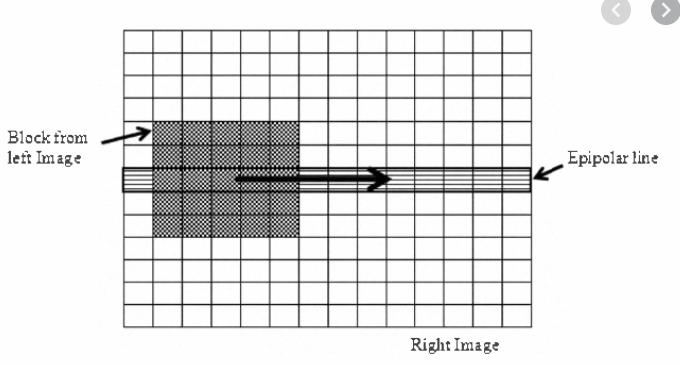 Block from
left Image
Epipolar line
Right Image